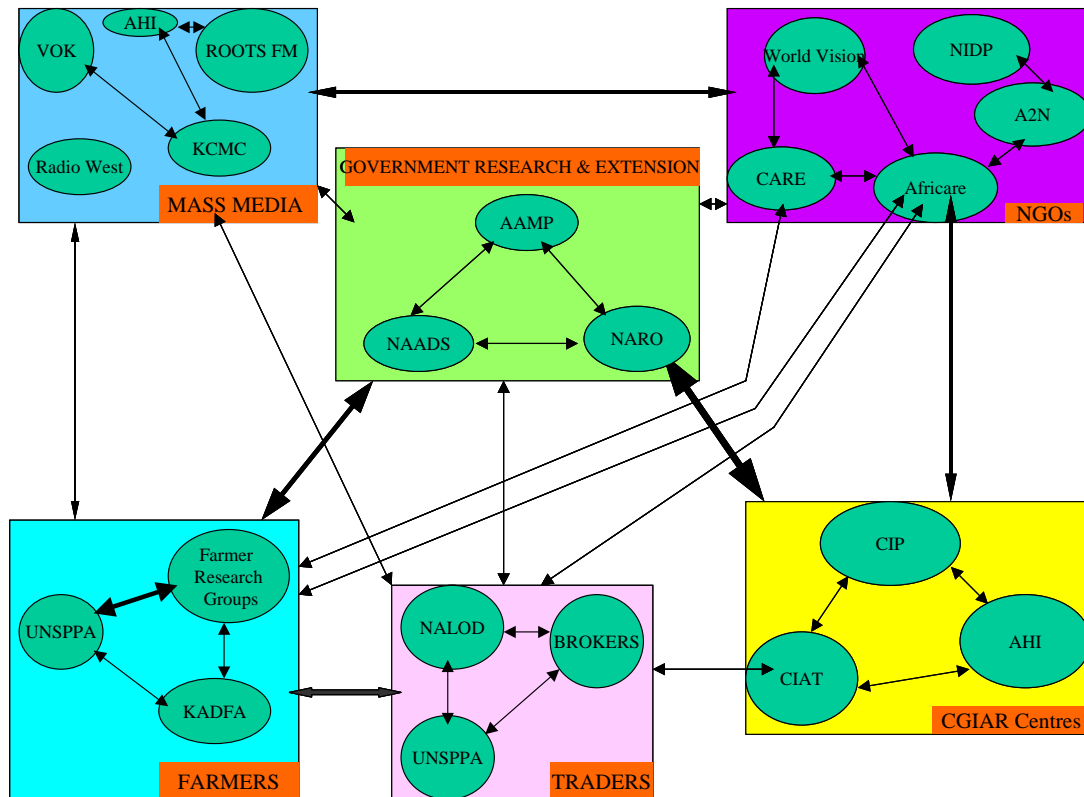 AHI
VOK
ROOTS FM
KCMC
Radio West
MASS MEDIA
World Vision
NIDP
A2N
CARE
Africare
NGOs
GOVERNMENT RESEARCH & EXTENSION
AAMP
NAADS
NARO
Farmer
Research
Groups
UNSPPA
KADFA
FARMERS
NALOD
BROKERS
UNSPPA
TRADERS
CIP
AHI
CIAT
CGIAR Centres